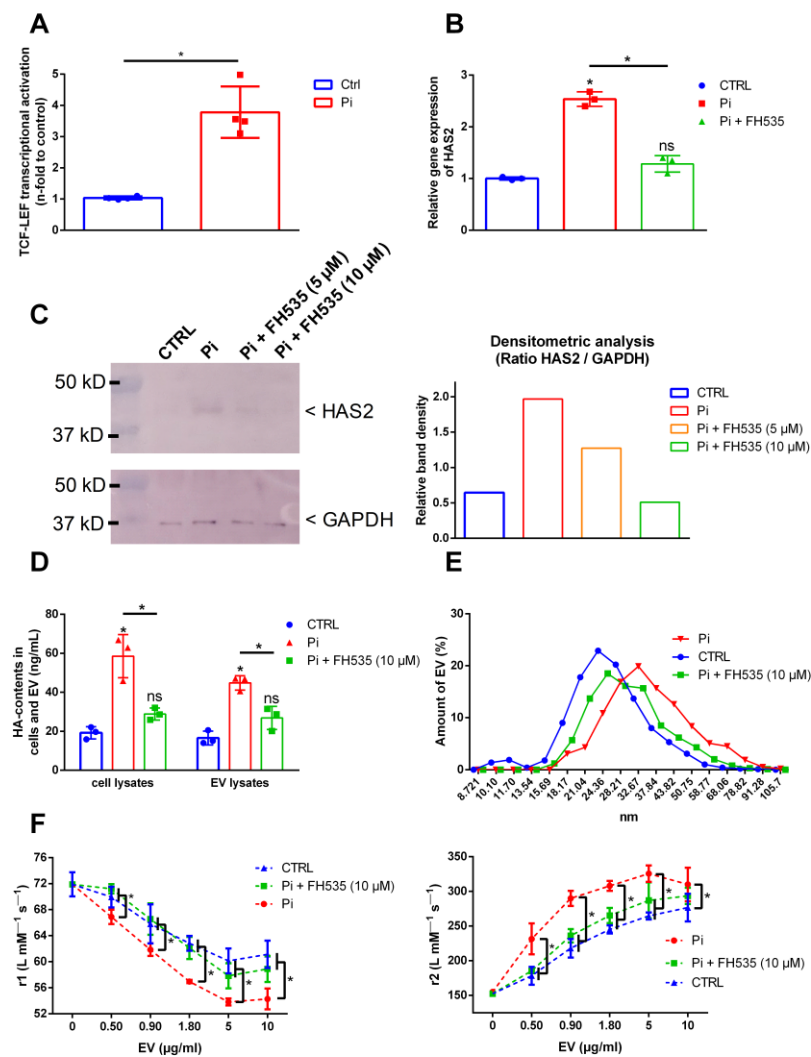 A
*
TCF-LEF transcriptional activation
(n-fold to control)
5
4
3
2
1
0
Ctrl
Pi
B
*
*
ns
Relative gene expression
of HAS2
3
2
1
0
CTRL
Pi
Pi + FH535
C
CTRL
Pi
Pi + FH535 (5 µM)
Pi + FH535 (10 µM)
50 kD
37 kD
< HAS2
50 kD
37 kD
< GAPDH
Densitometric analysis
(Ratio HAS2 / GAPDH)
Relative band density
2.0
1.5
1.0
0.5
0.0
CTRL
Pi
Pi + FH535 (5 µM)
Pi + FH535 (10 µM)
D
HA-contents in
cells and EV (ng/mL)
80
60
40
20
0
*
*
ns
*
*
ns
cell lysates
EV lysates
CTRL
Pi
Pi + FH535 (10 µM)
E
Amount of EV (%)
30
20
10
0
8.721
10.10
11.70
13.54
15.69
18.17
21.04
24.36
28.21
32.67
37.84
43.82
50.75
58.77
68.06
78.82
91.28
105.7
nm
Pi
CTRL
Pi + FH535 (10 µM)
F
r1 (L mM⁻¹ s⁻¹)
76
72
68
64
60
56
52
0
0.50
0.90
1.80
5
10
EV (µg/ml)
CTRL
Pi + FH535 (10 µM)
Pi
*
*
*
*
*
r2 (L mM⁻¹ s⁻¹)
350
300
250
200
150
0
0.50
0.90
1.80
5
10
EV (µg/ml)
*
*
*
*
*
Pi
Pi + FH535 (10 µM)
CTRL